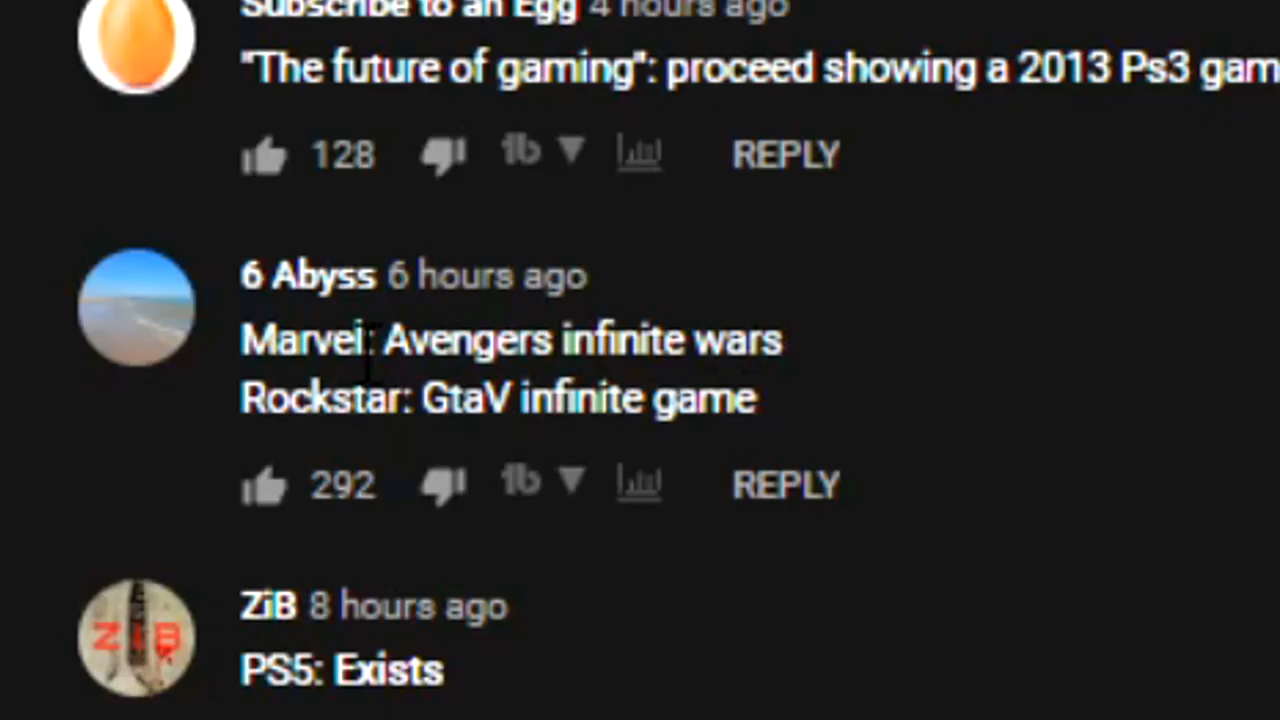 Subscribe to an Egg 4 hours ago
"The future of gaming": proceed showing a 2013 Ps3 gam
128 REPLY
6 Abyss 6 hours ago
Marvel: Avengers infinite wars
Rockstar: GtaV infinite game
292 REPLY
ZiB 8 hours ago
PS5: Exists